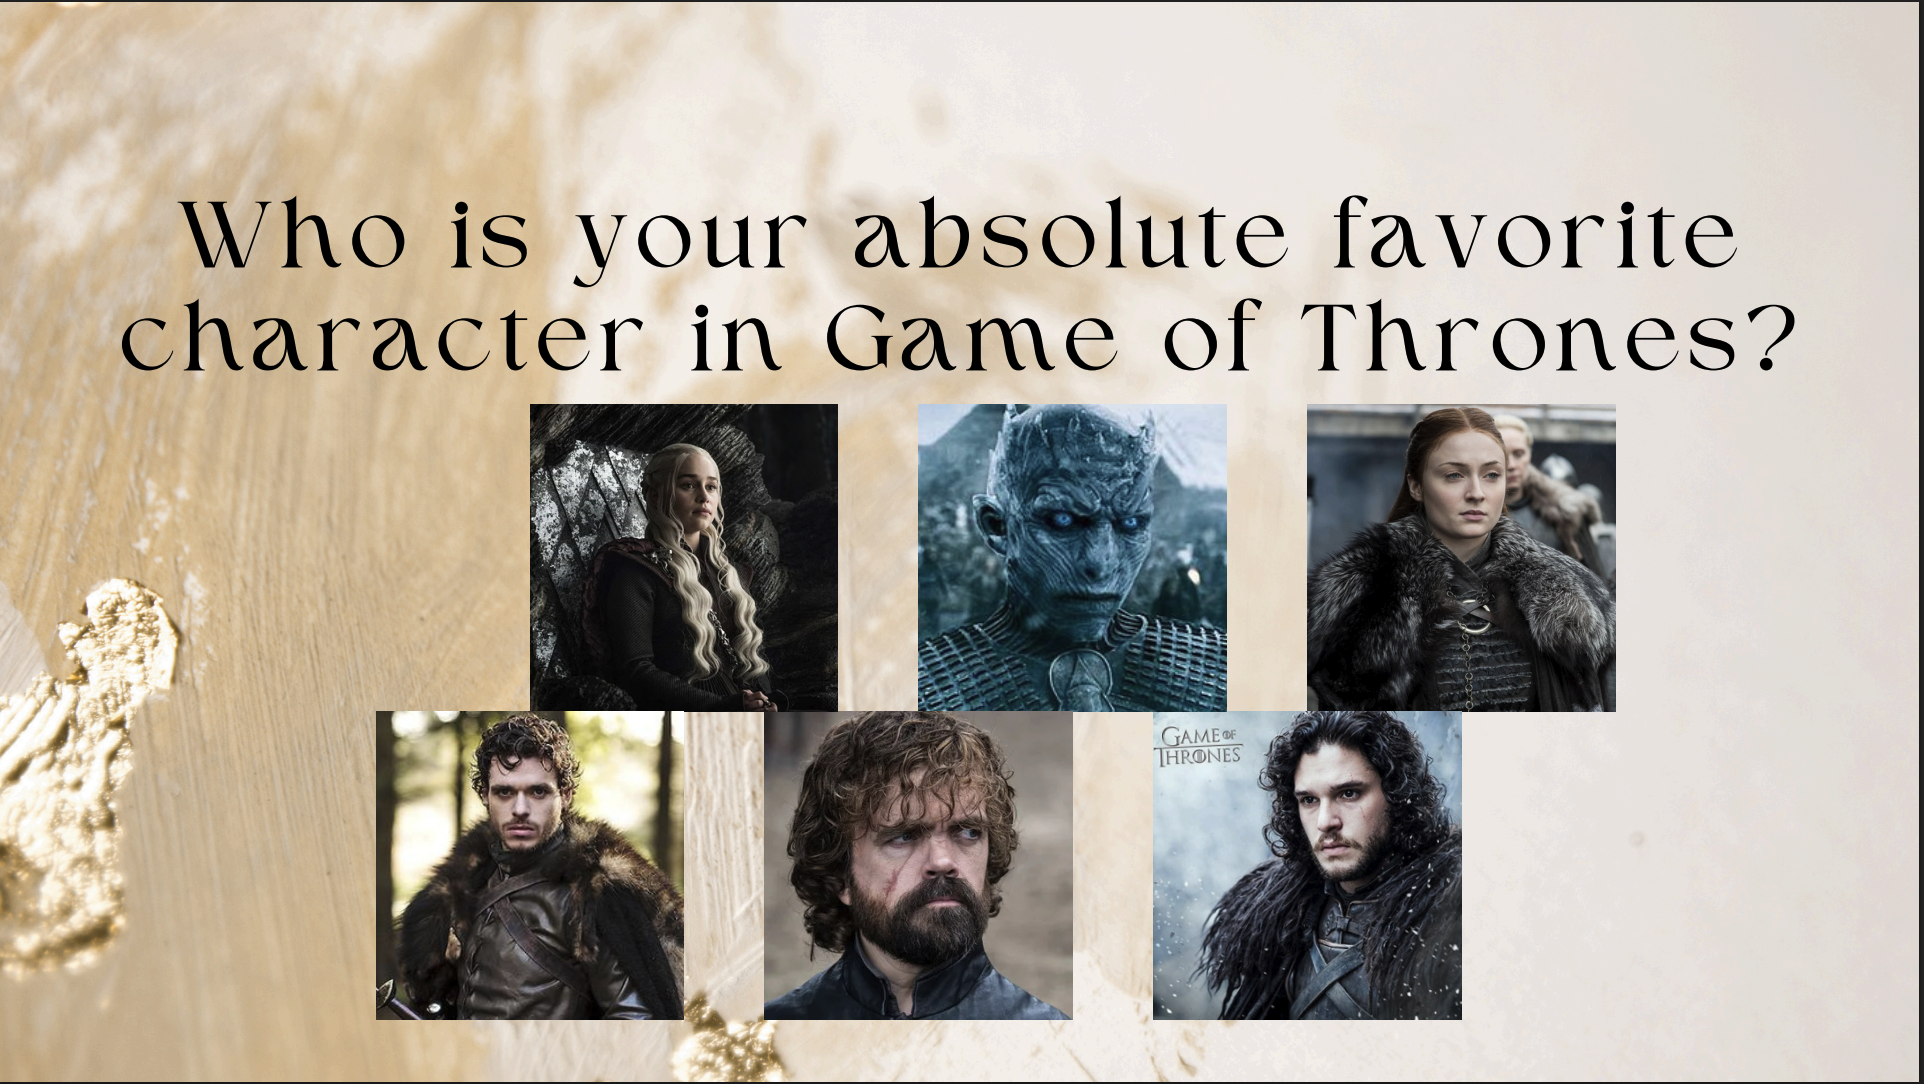 Who is your absolute favorite
character in Game of Thrones?
GAME OF
THRONES